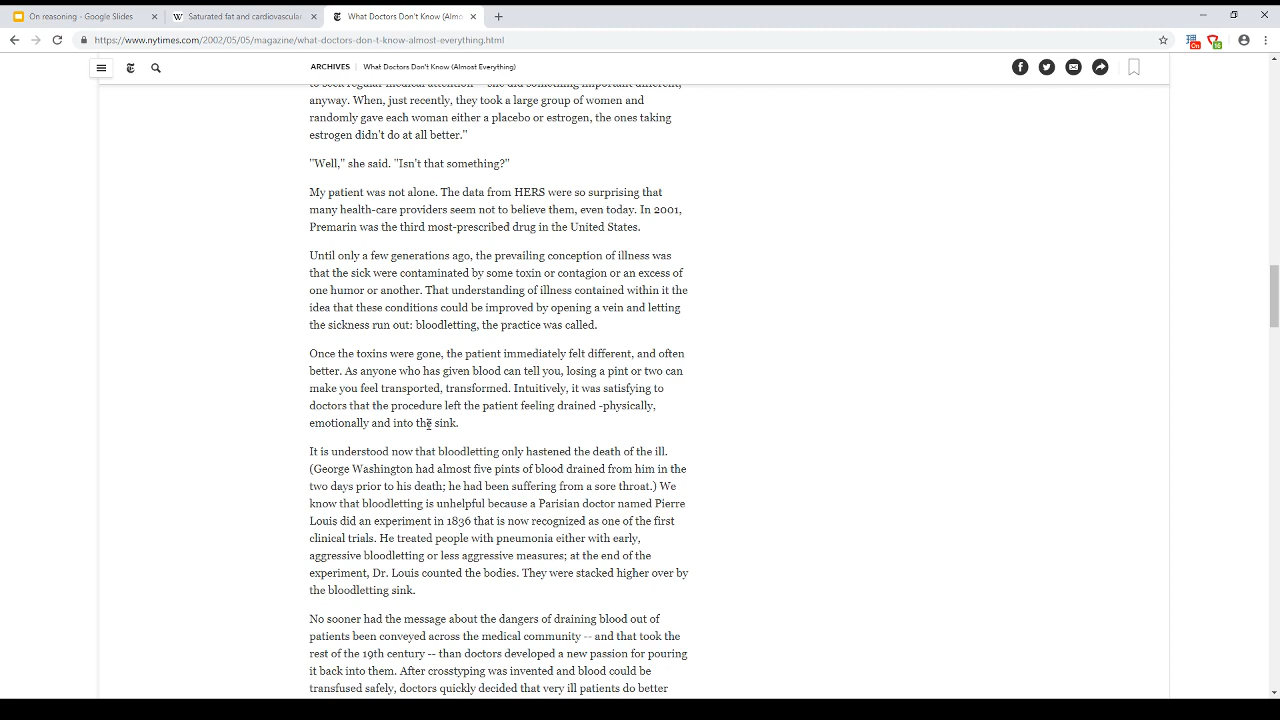 On reasoning - Google Slides
Saturated fat and cardiovascular
What Doctors Don't Know (Almo
https://www.nytimes.com/2002/05/05/magazine/what-doctors-don-t-know-almost-everything.html
On
ARCHIVES What Doctors Don't Know (Almost Everything)
to seek regular medical attention -- she did something important different,
anyway. When, just recently, they took a large group of women and
randomly gave each woman either a placebo or estrogen, the ones taking
estrogen didn't do at all better.''
''Well,'' she said. ''Isn't that something?''
My patient was not alone. The data from HERS were so surprising that
many health-care providers seem not to believe them, even today. In 2001,
Premarin was the third most-prescribed drug in the United States.
Until only a few generations ago, the prevailing conception of illness was
that the sick were contaminated by some toxin or contagion or an excess of
one humor or another. That understanding of illness contained within it the
idea that these conditions could be improved by opening a vein and letting
the sickness run out: bloodletting, the practice was called.
Once the toxins were gone, the patient immediately felt different, and often
better. As anyone who has given blood can tell you, losing a pint or two can
make you feel transported, transformed. Intuitively, it was satisfying to
doctors that the procedure left the patient feeling drained -physically,
emotionally and into the sink.
It is understood now that bloodletting only hastened the death of the ill.
(George Washington had almost five pints of blood drained from him in the
two days prior to his death; he had been suffering from a sore throat.) We
know that bloodletting is unhelpful because a Parisian doctor named Pierre
Louis did an experiment in 1836 that is now recognized as one of the first
clinical trials. He treated people with pneumonia either with early,
aggressive bloodletting or less aggressive measures; at the end of the
experiment, Dr. Louis counted the bodies. They were stacked higher over by
the bloodletting sink.
No sooner had the message about the dangers of draining blood out of
patients been conveyed across the medical community -- and that took the
rest of the 19th century -- than doctors developed a new passion for pouring
it back into them. After crosstyping was invented and blood could be
transfused safely, doctors quickly decided that very ill patients do better